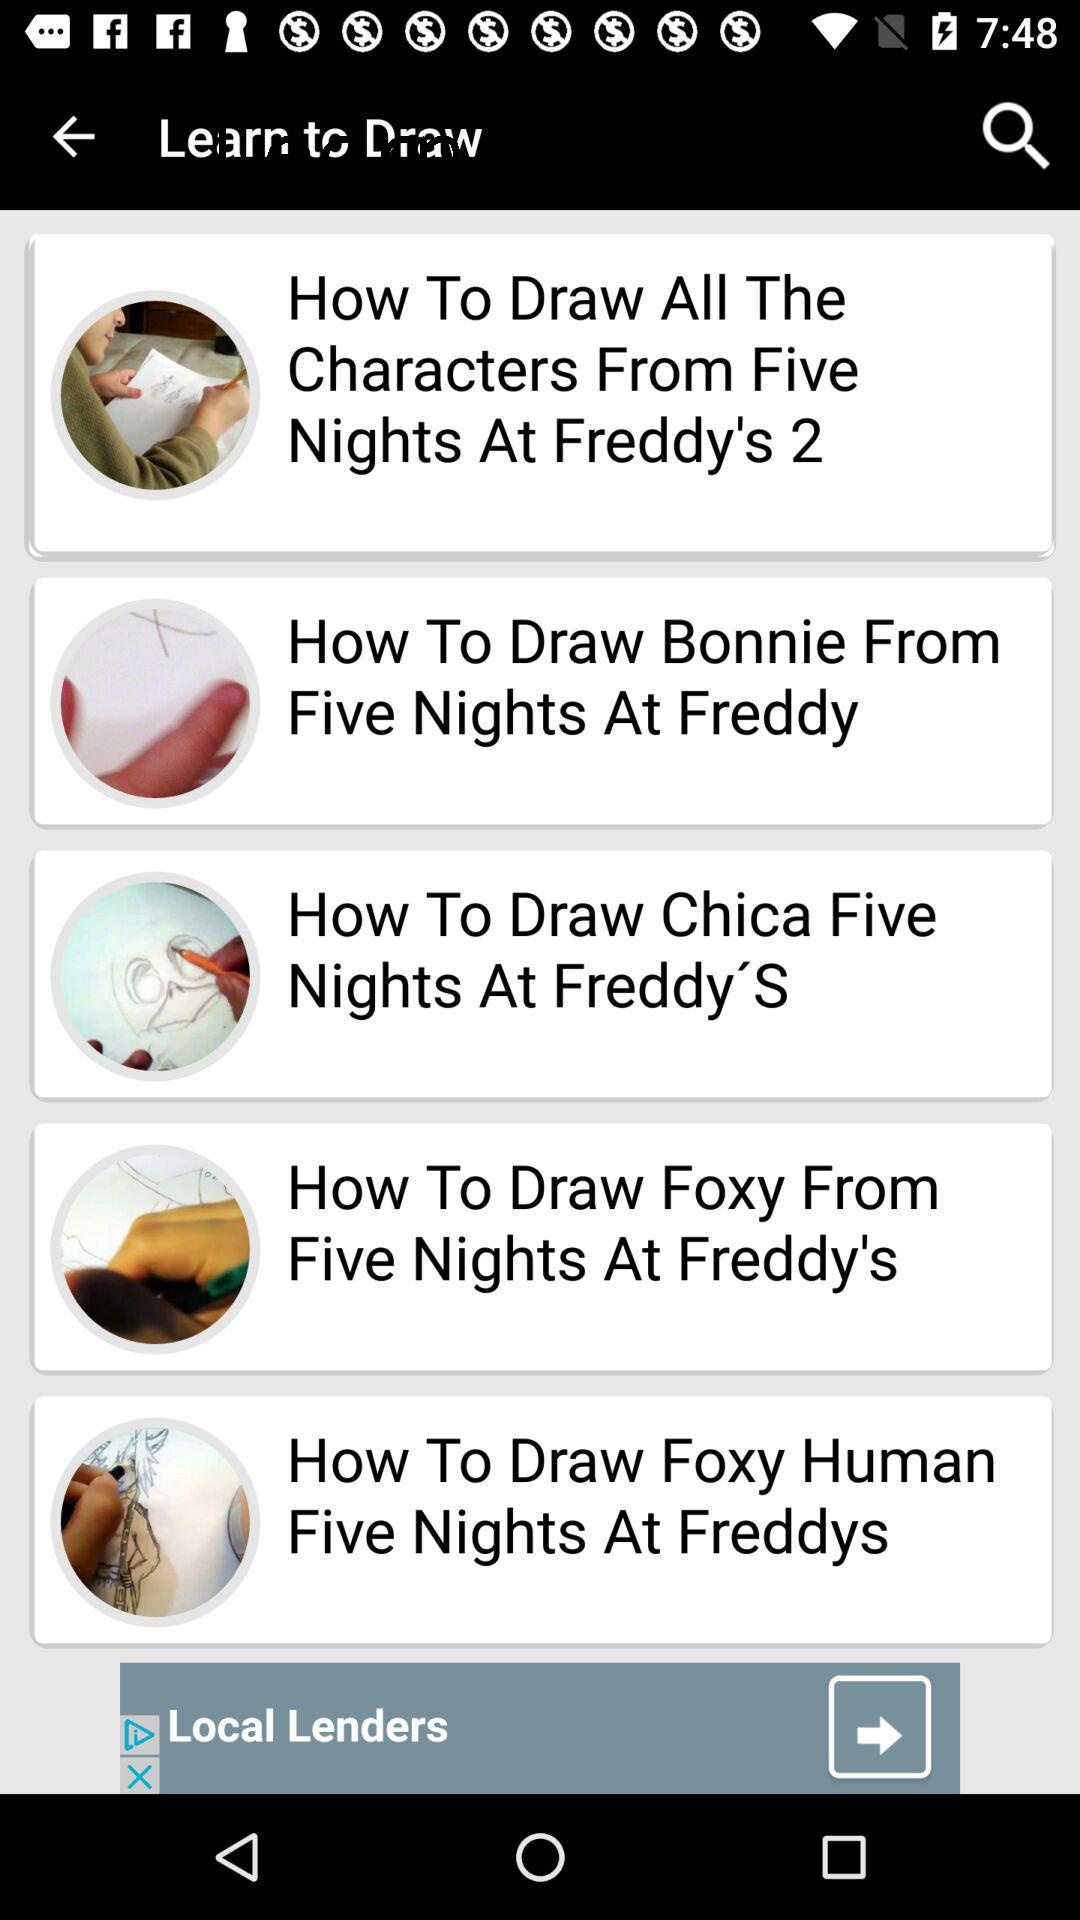 7:48
Learn to Draw
How To Draw All The
Characters From Five
Nights At Freddy's 2
How To Draw Bonnie From
Five Nights At Freddy
How To Draw Chica Five
Nights At Freddy´S
How To Draw Foxy From
Five Nights At Freddy's
How To Draw Foxy Human
Five Nights At Freddys
Local Lenders